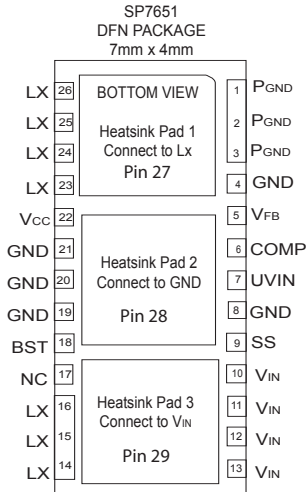 SP7651
DFN PACKAGE
7mm x 4mm
BOTTOM VIEW
Heatsink Pad 1
Connect to Lx
Pin 27
Heatsink Pad 2
Connect to GND
Pin 28
Heatsink Pad 3
Connect to VIN
Pin 29
LX 26
LX 25
LX 24
LX 23
VCC 22
GND 21
GND 20
GND 19
BST 18
NC 17
LX 16
LX 15
LX 14
1 PGND
2 PGND
3 PGND
4 GND
5 VFB
6 COMP
7 UVIN
8 GND
9 SS
10 VIN
11 VIN
12 VIN
13 VIN